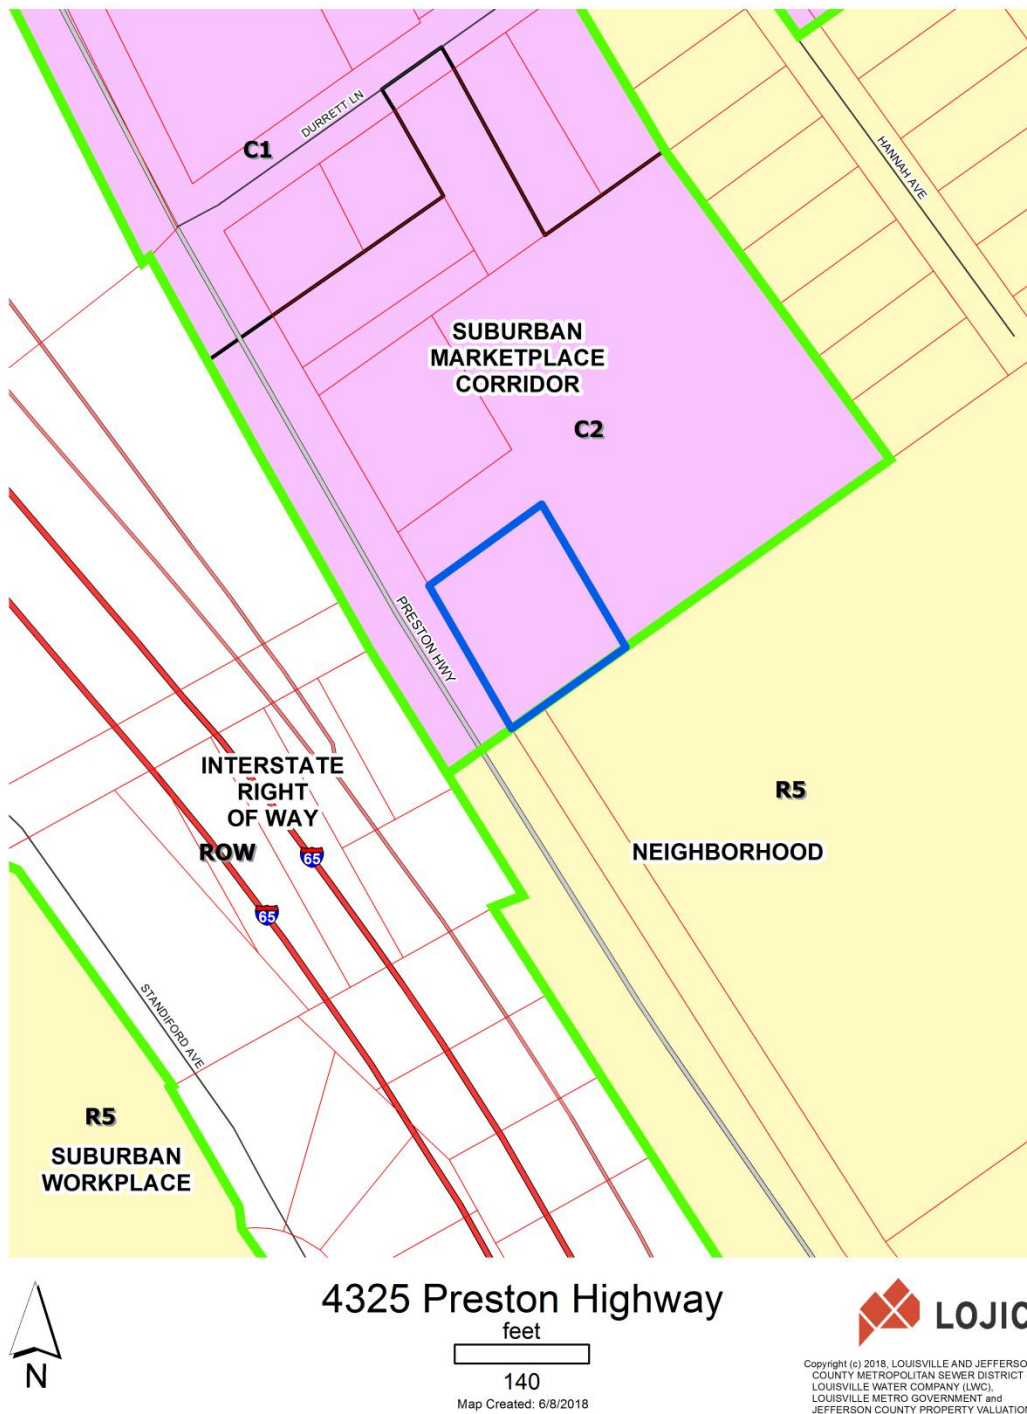 DURRETT LN
C1
HANNAH AVE
SUBURBAN
MARKETPLACE
CORRIDOR
C2
PRESTON HWY
INTERSTATE
RIGHT
OF WAY
ROW
65
65
R5
NEIGHBORHOOD
STANDIFORD AVE
R5
SUBURBAN
WORKPLACE
N
4325 Preston Highway
feet
140
Map Created: 6/8/2018
LOJIC
Copyright (c) 2018, LOUISVILLE AND JEFFERSO
COUNTY METROPOLITAN SEWER DISTRICT
LOUISVILLE WATER COMPANY (LWC),
LOUISVILLE METRO GOVERNMENT and
JEFFERSON COUNTY PROPERTY VALUATION